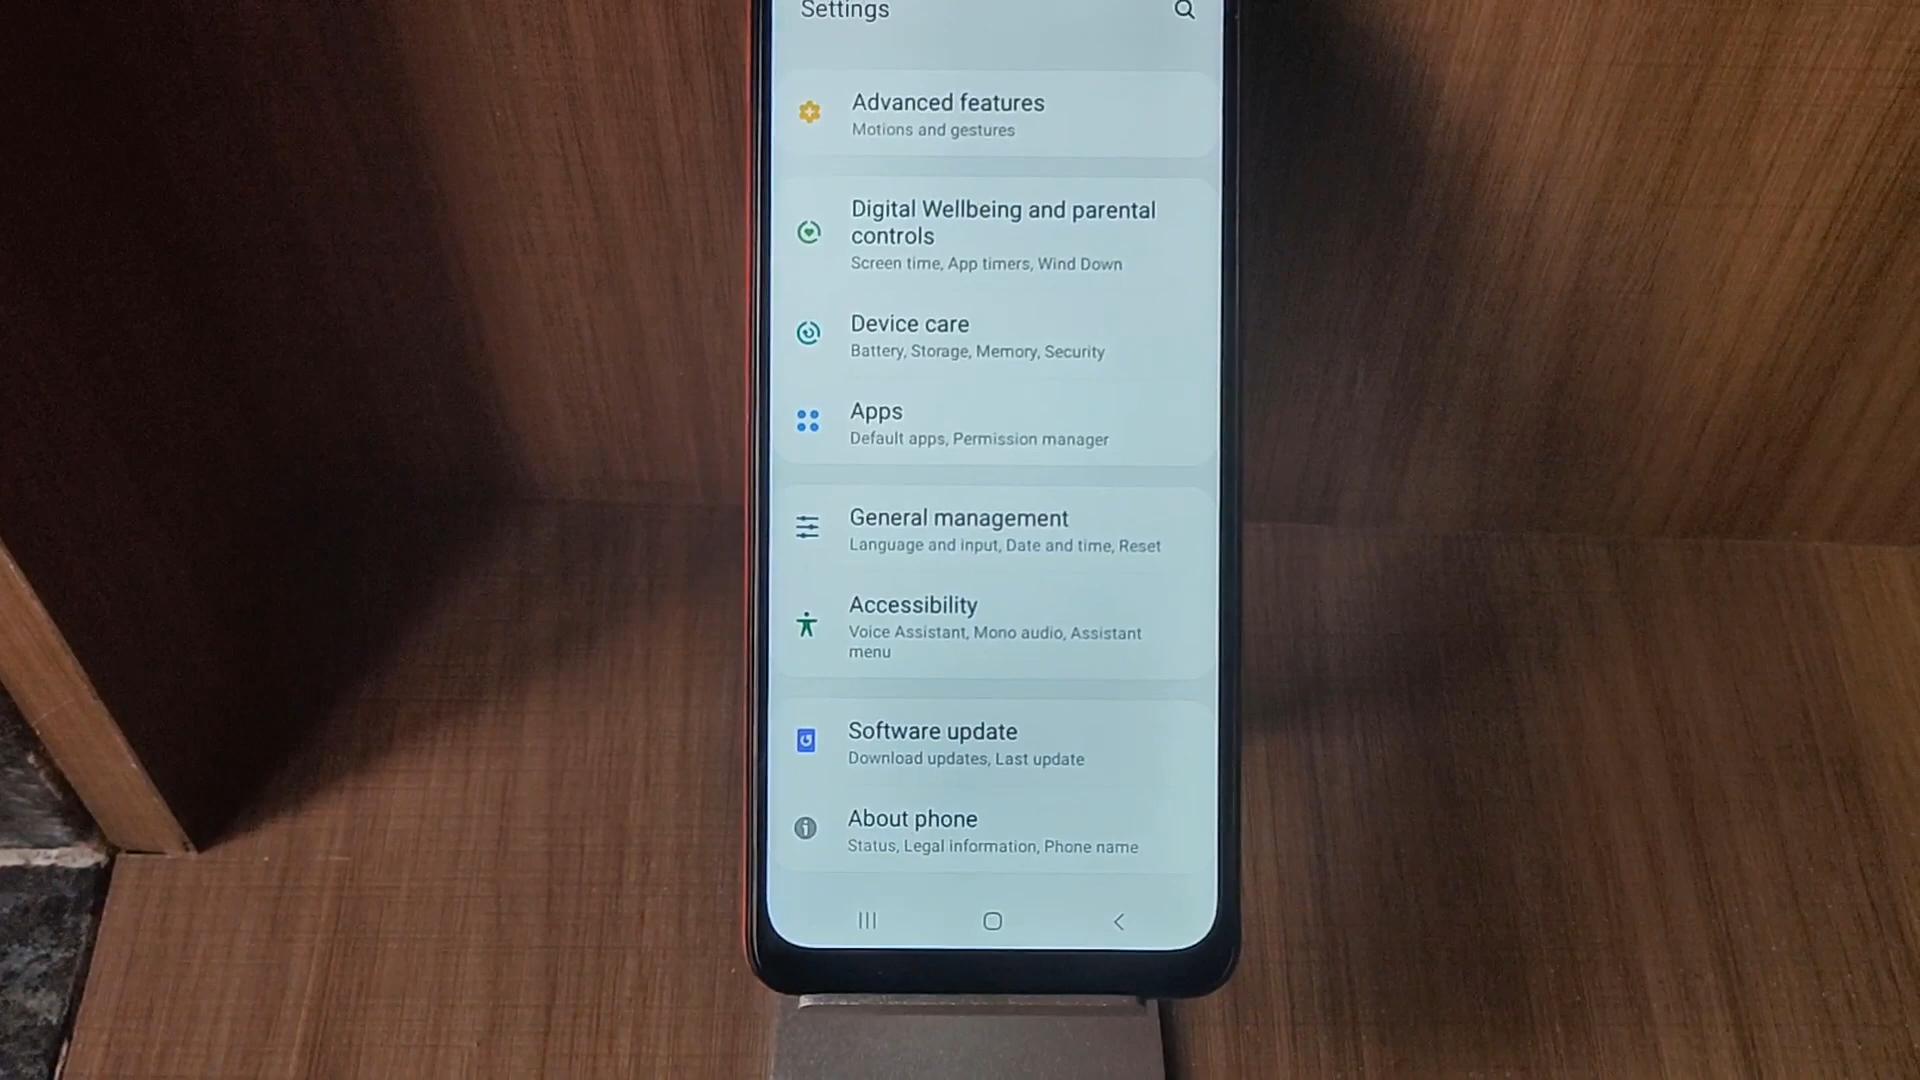 Settings
Advanced features
Motions and gestures
Digital Wellbeing and parental
controls
Screen time, App timers, Wind Down
Device care
Battery, Storage, Memory, Security
Apps
Default apps, Permission manager
General management
Language and input, Date and time, Reset
Accessibility
Voice Assistant, Mono audio, Assistant
menu
Software update
Download updates, Last update
About phone
Status, Legal information, Phone name